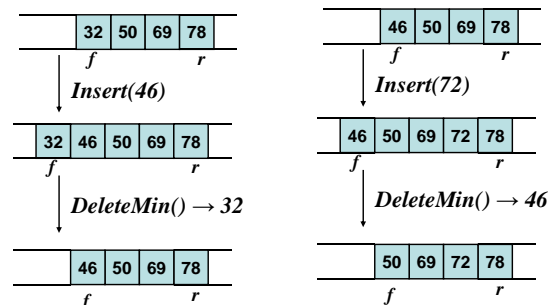 32 50 69 78
f r
Insert(46)
32 46 50 69 78
f r
DeleteMin() → 32
46 50 69 78
f r
46 50 69 78
f r
Insert(72)
46 50 69 72 78
f r
DeleteMin() → 46
50 69 72 78
f r